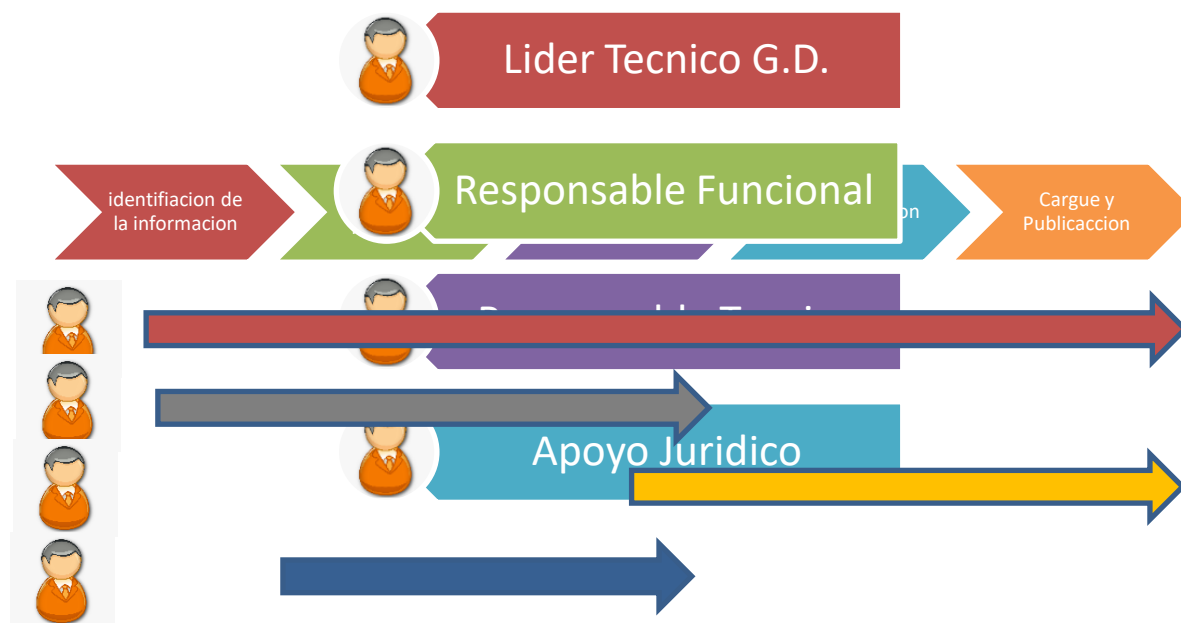 Lider Tecnico G.D.
Responsable Funcional
identifiacion de
la informacion
Cargue y
Publicaccion
Apoyo Juridico